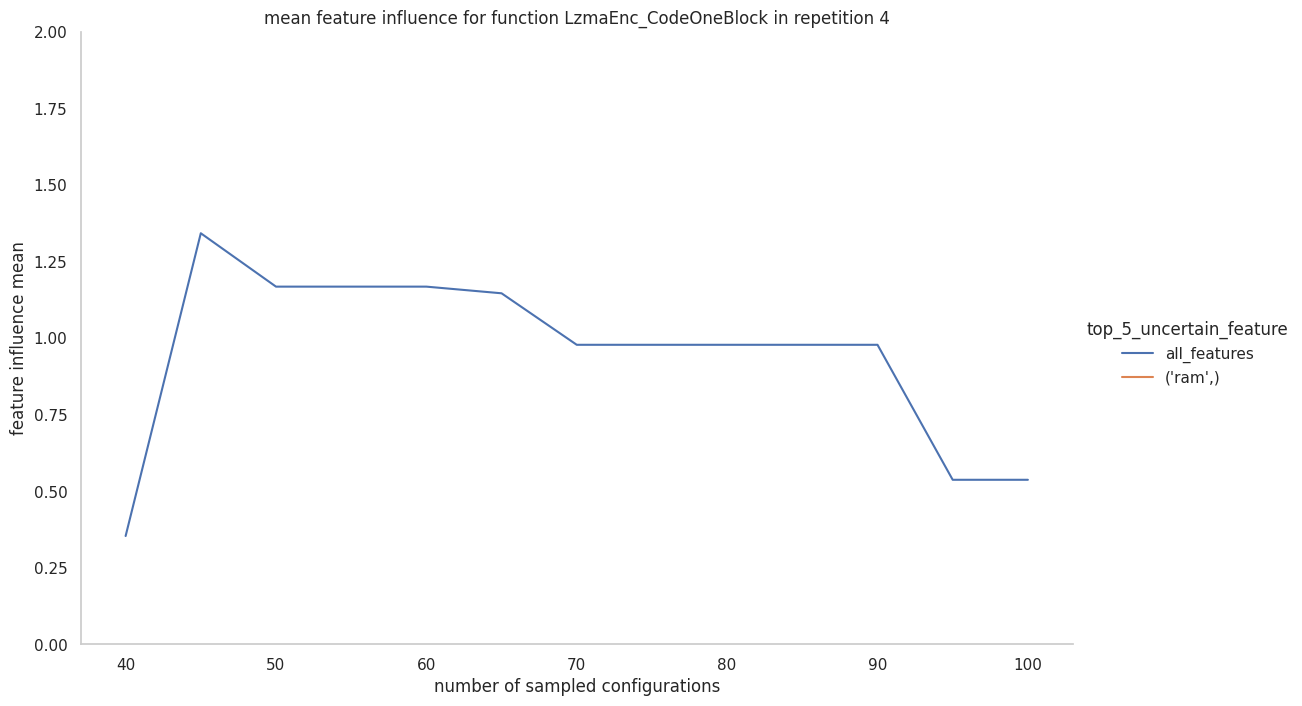 mean feature influence for function LzmaEnc_CodeOneBlock in repetition 4
2.00
1.75
1.50
1.25
1.00
0.75
0.50
0.25
0.00
feature influence mean
40 50 60 70 80 90 100
number of sampled configurations
top_5_uncertain_feature
all_features
('ram',)